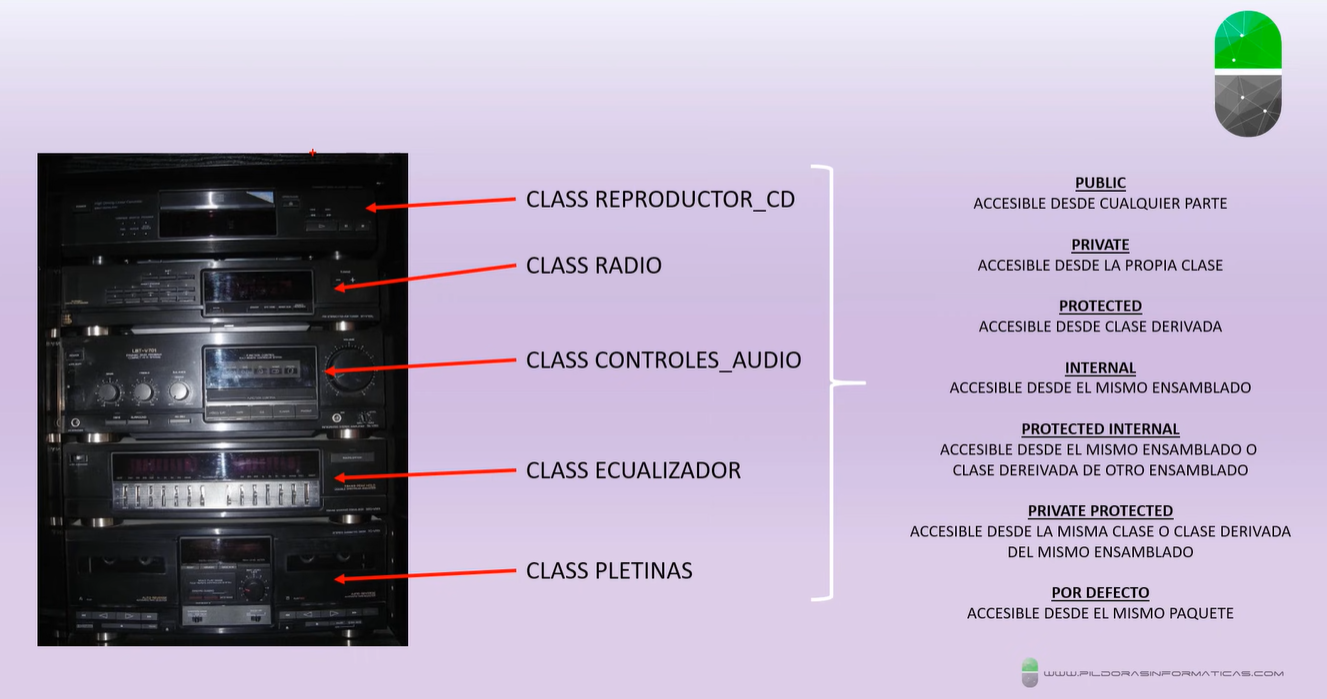 CLASS REPRODUCTOR_CD
CLASS RADIO
CLASS CONTROLES_AUDIO
CLASS ECUALIZADOR
CLASS PLETINAS
PUBLIC
ACCESIBLE DESDE CUALQUIER PARTE
PRIVATE
ACCESIBLE DESDE LA PROPIA CLASE
PROTECTED
ACCESIBLE DESDE CLASE DERIVADA
INTERNAL
ACCESIBLE DESDE EL MISMO ENSAMBLADO
PROTECTED INTERNAL
ACCESIBLE DESDE EL MISMO ENSAMBLADO O
CLASE DEREIVADA DE OTRO ENSAMBLADO
PRIVATE PROTECTED
ACCESIBLE DESDE LA MISMA CLASE O CLASE DERIVADA
DEL MISMO ENSAMBLADO
POR DEFECTO
ACCESIBLE DESDE EL MISMO PAQUETE
WWW.PILDORASINFORMATICAS.COM